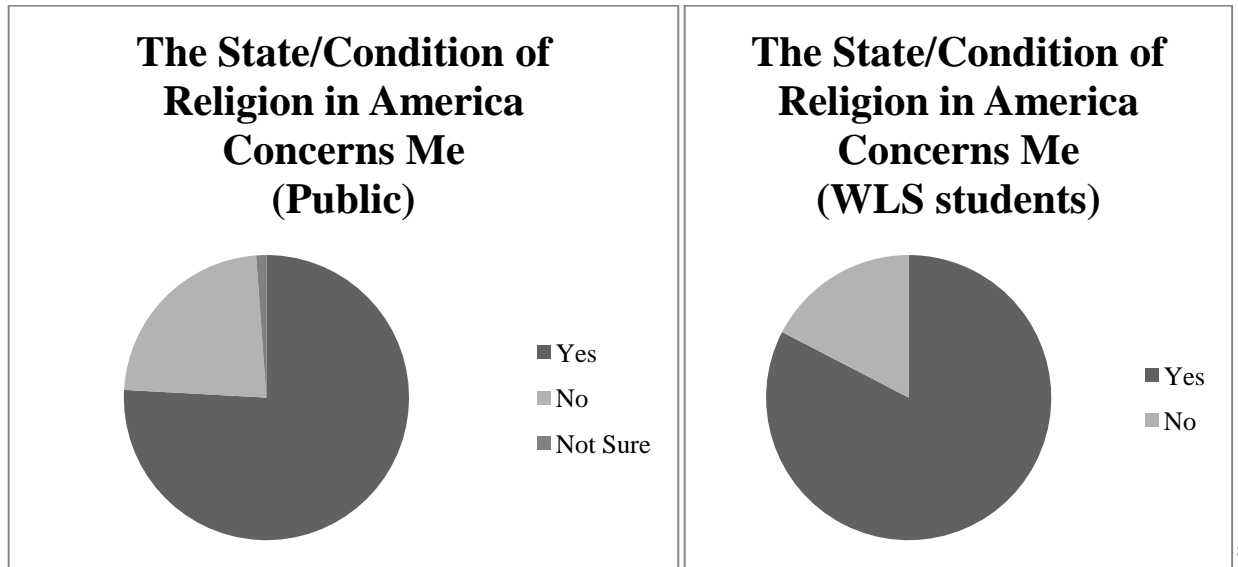 The State/Condition of
Religion in America
Concerns Me
(Public)
Yes
No
Not Sure
The State/Condition of
Religion in America
Concerns Me
(WLS students)
Yes
No